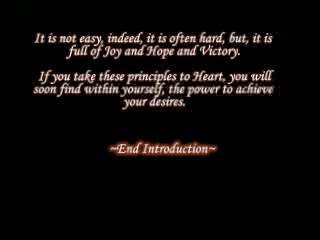 It is not easy, indeed, it is often hard, but, it is
full of Joy and Hope and Victory.
If you take these principles to Heart, you will
soon find within yourself, the power to achieve
your desires.
~End Introduction~